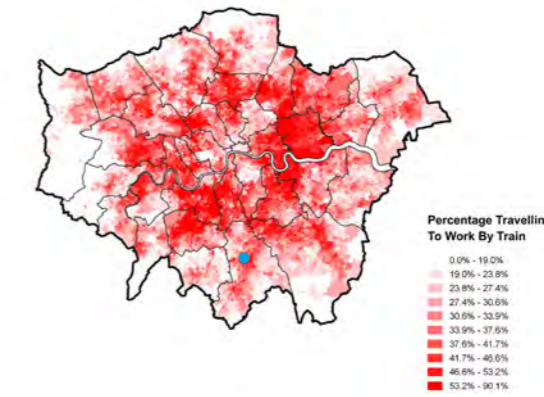 Percentage Travellin
To Work By Train
0.0% - 19.0%
19.0% - 23.8%
23.8% - 27.4%
27.4% - 30.6%
30.6% - 33.9%
33.9% - 37.6%
37.6% - 41.7%
41.7% - 46.6%
46.6% - 53.2%
53.2% - 90.1%